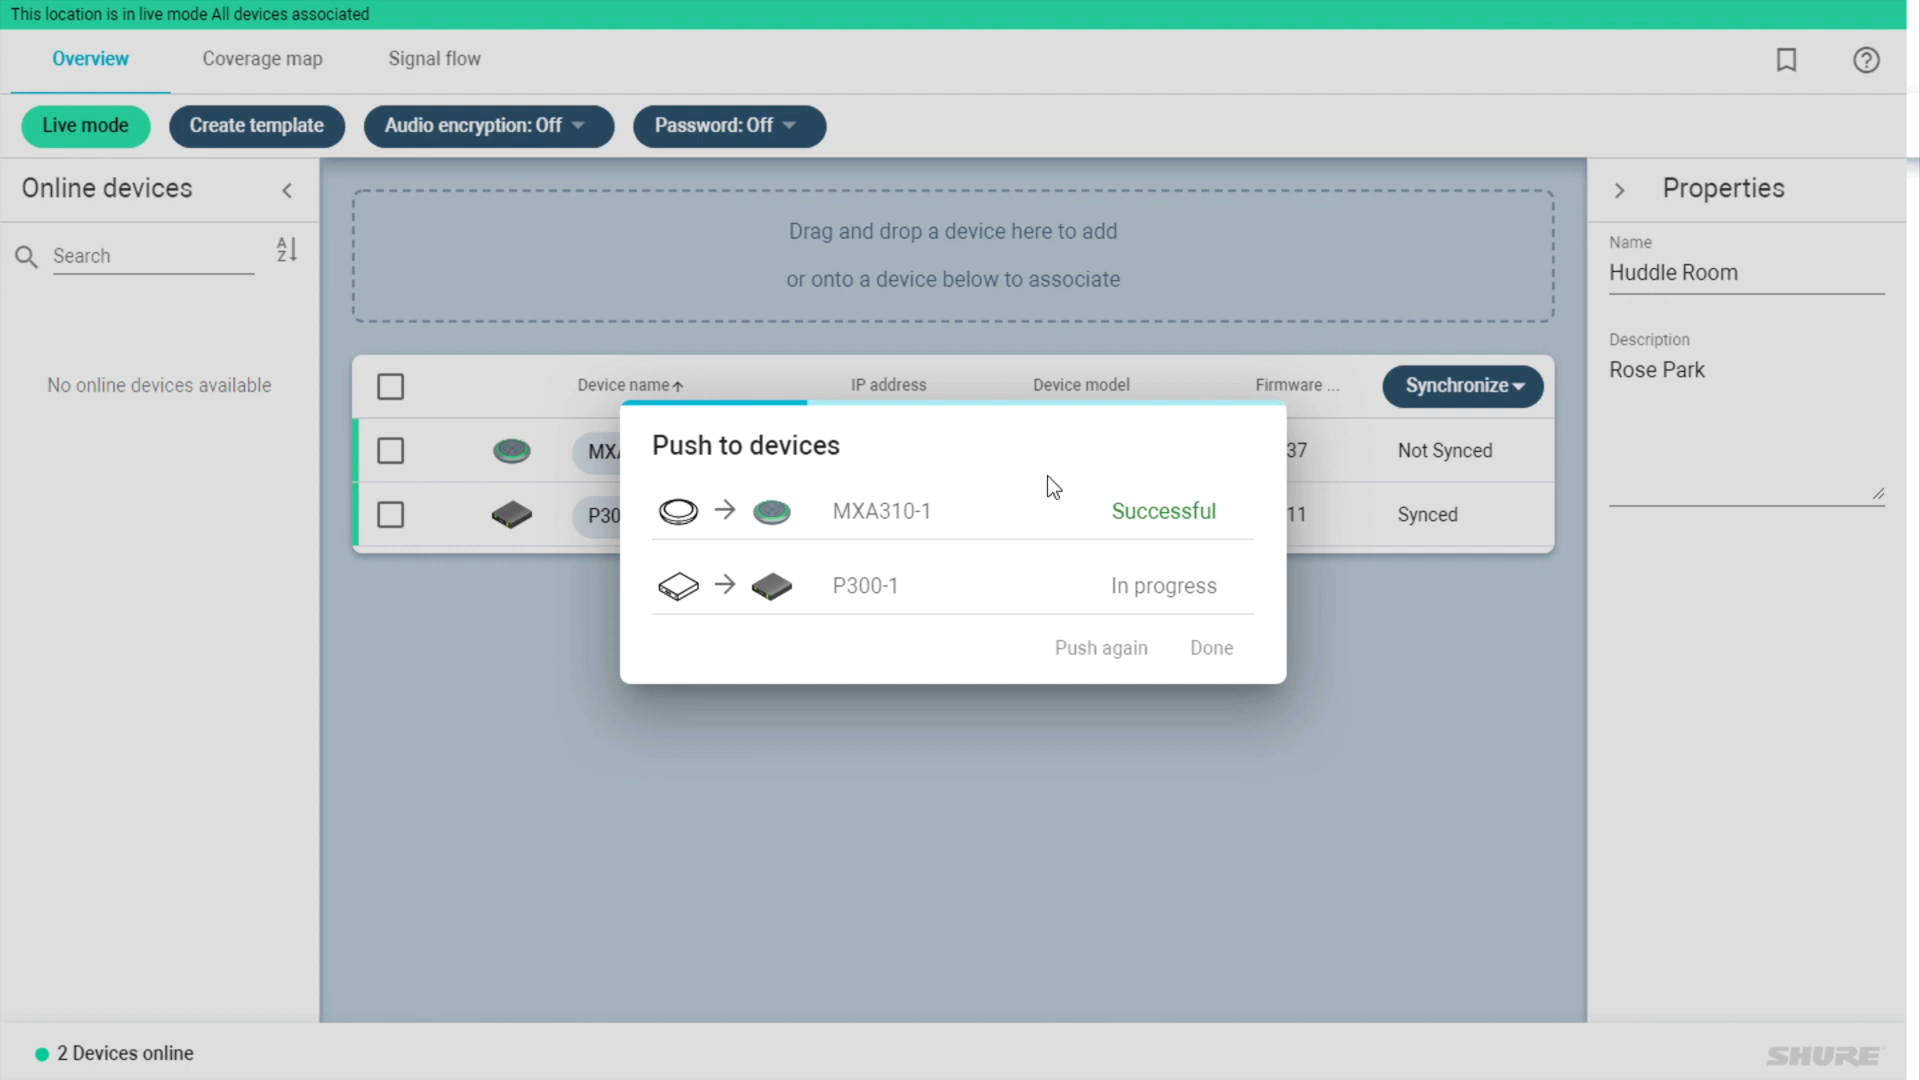 This location is in live mode All devices associated
Overview
Coverage map
Signal flow
Live mode
Create template
Audio encryption: Off
Password: Off
Online devices
Search
No online devices available
Drag and drop a device here to add
or onto a device below to associate
Device name
IP address
Device model
Firmware ...
Synchronize
MXA
37
Not Synced
P30
11
Synced
Push to devices
MXA310-1
Successful
P300-1
In progress
Push again
Done
Properties
Name
Huddle Room
Description
Rose Park
2 Devices online
SHURE